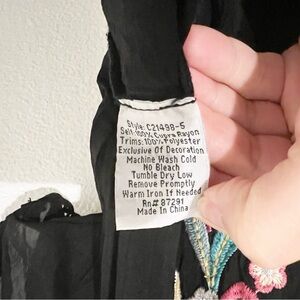 Style: C21498-5
Self: 100% Cupra Rayon
Trims: 100% Polyester
Exclusive Of Decoration
Machine Wash Cold
No Bleach
Tumble Dry Low
Remove Promptly
Warm Iron If Needed
Rn# 87291
Made In China